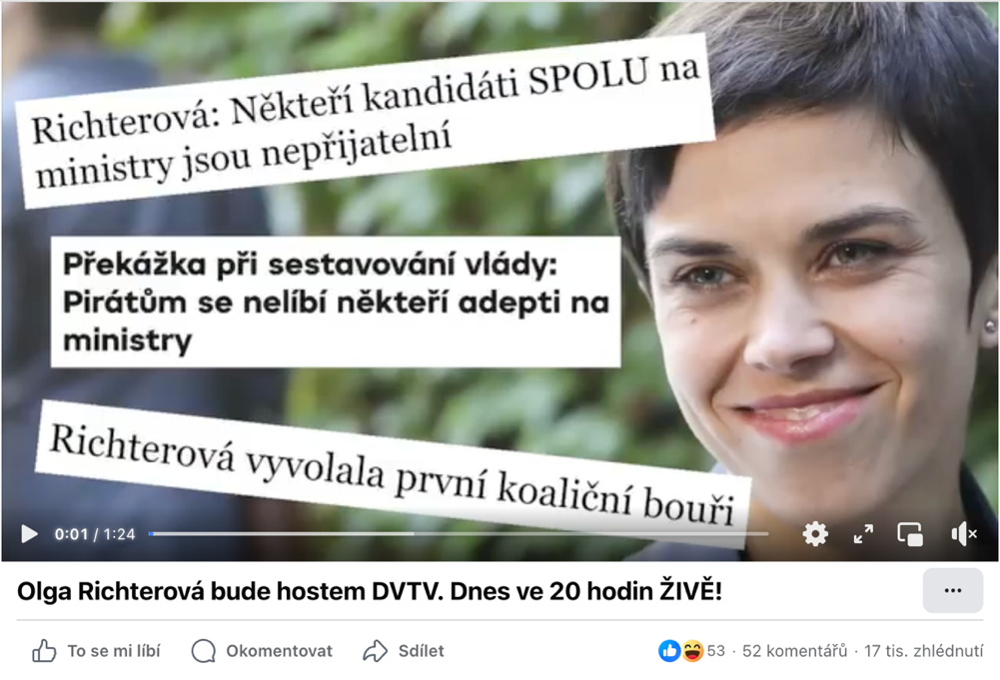 Richterová: Někteří kandidáti SPOLU na
ministry jsou nepřijatelní
Překážka při sestavování vlády:
Pirátům se nelíbí někteří adepti na
ministry
Richterová vyvolala první koaliční bouři
0:01 / 1:24
Olga Richterová bude hostem DVTV. Dnes ve 20 hodin ŽIVĚ!
To se mi líbí Okomentovat Sdílet 53 · 52 komentářů · 17 tis. zhlédnutí